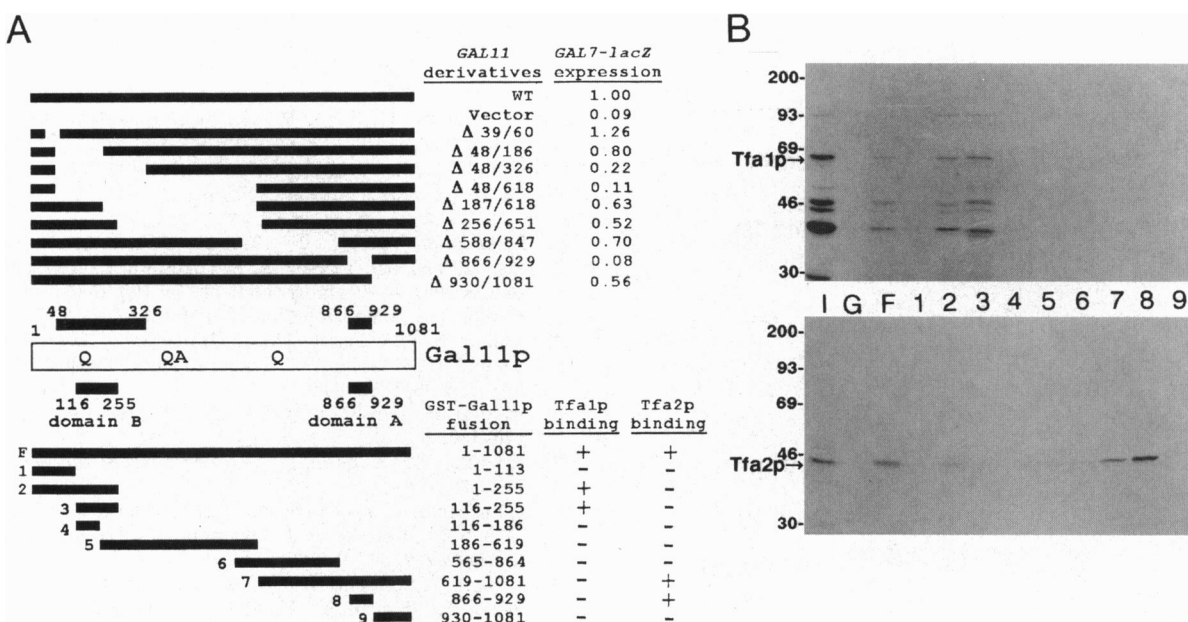 A
GAL11 GAL7-lacZ
derivatives expression
WT 1.00
Vector 0.09
Δ 39/60 1.26
Δ 48/186 0.80
Δ 48/326 0.22
Δ 48/618 0.11
Δ 187/618 0.63
Δ 256/651 0.52
Δ 588/847 0.70
Δ 866/929 0.08
Δ 930/1081 0.56
48 326 866 929
1 1081
Q QA Q Gal11p
116 255 866 929
domain B domain A
GST-Gal11p Tfa1p Tfa2p
fusion binding binding
F 1-1081 + +
1 1-113 - -
2 1-255 + -
3 116-255 + -
4 116-186 - -
5 186-619 - -
6 565-864 - -
7 619-1081 - +
8 866-929 - +
9 930-1081 - -
B
200-
93-
69-
Tfa1p→
46-
30-
I G F 1 2 3 4 5 6 7 8 9
200-
93-
69-
46-
Tfa2p→
30-